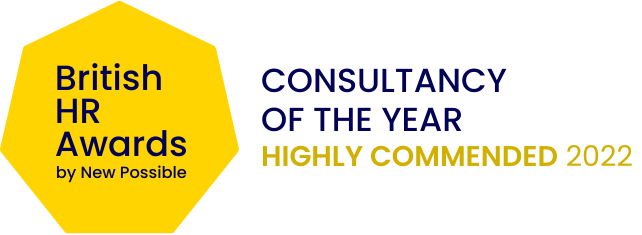 British
HR
Awards
by New Possible
CONSULTANCY
OF THE YEAR
HIGHLY COMMENDED 2022